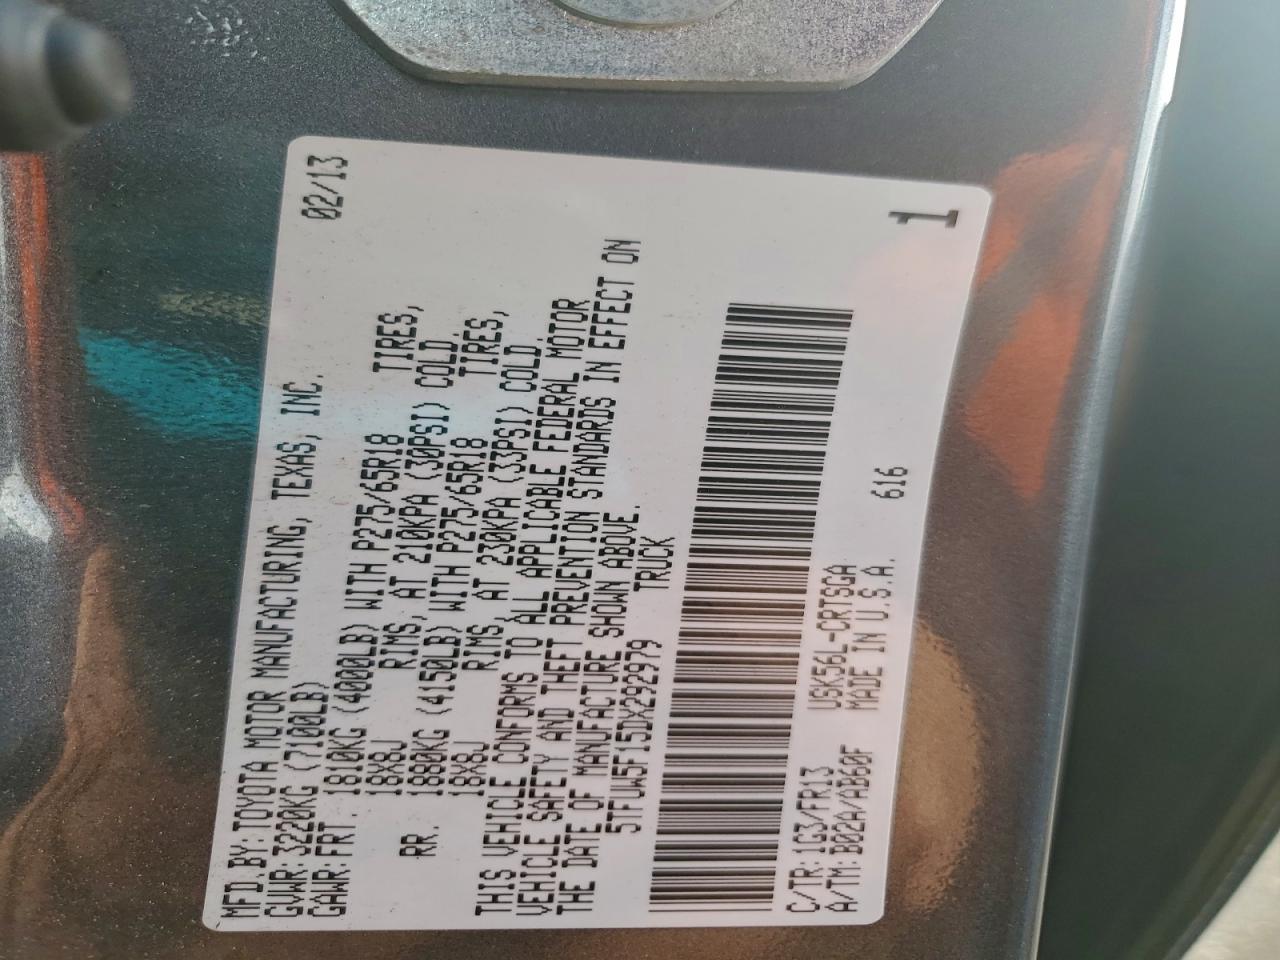 MFD.BY:TOYOTA MOTOR MANUFACTURING, TEXAS, INC.
GVWR:3220KG (7100LB) 02/13
GAWR:FRT. 1810KG (4000LB) WITH P275/65R18 TIRES,
18X8J RIMS, AT 210KPA (30PSI) COLD.
RR. 1880KG (4150LB) WITH P275/65R18 TIRES,
18X8J RIMS, AT 230KPA (33PSI) COLD.
THIS VEHICLE CONFORMS TO ALL APPLICABLE FEDERAL MOTOR
VEHICLE SAFETY AND THEFT PREVENTION STANDARDS IN EFFECT ON
THE DATE OF MANUFACTURE SHOWN ABOVE.
5TFUW5F15DX292979 TRUCK
C/TR: 1G3/FR13 USK56L-CRTSGA
A/TM: B02A/AB60F MADE IN U.S.A. 616
1